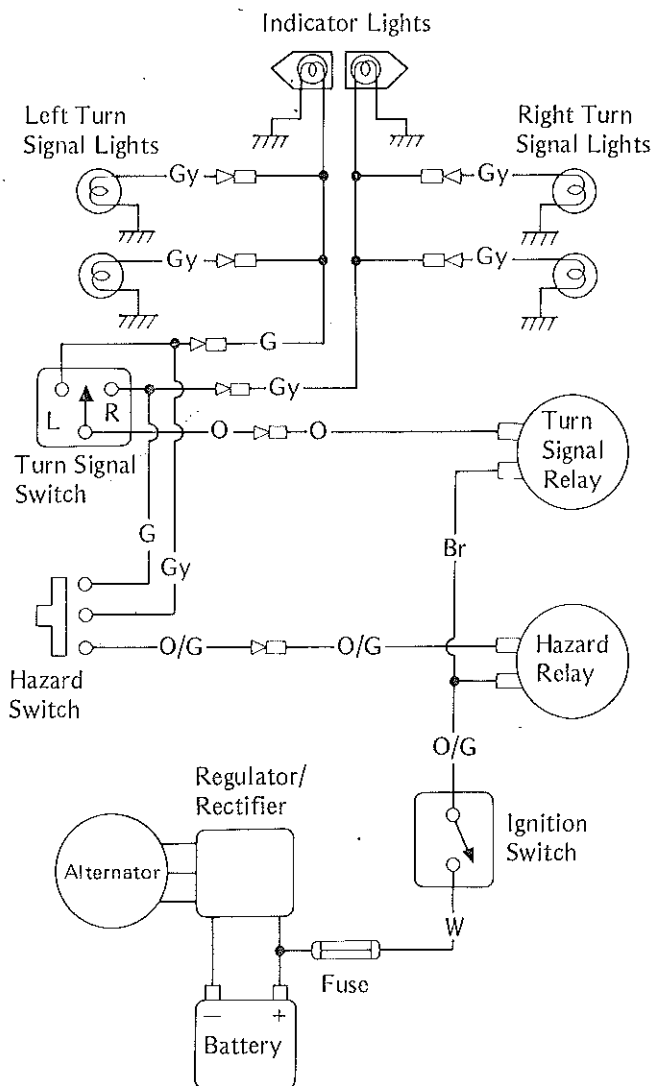 Indicator Lights
Left Turn
Signal Lights
Right Turn
Signal Lights
Gy
Gy
Gy
Gy
G
Gy
L
R
O
O
Turn Signal
Switch
Turn
Signal
Relay
G
Gy
Br
O/G
O/G
Hazard
Switch
Hazard
Relay
O/G
Regulator/
Rectifier
Ignition
Switch
Alternator
W
Fuse
− +
Battery